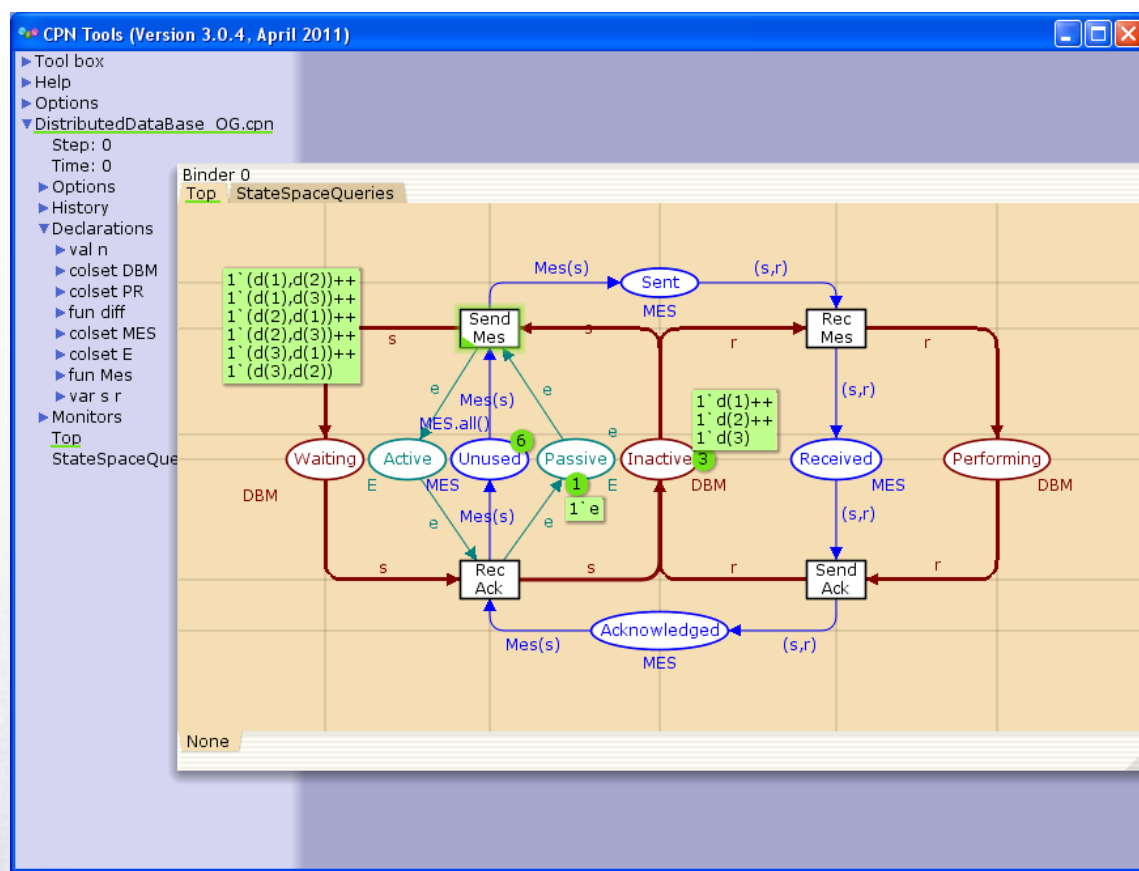 CPN Tools (Version 3.0.4, April 2011)
Tool box
Help
Options
DistributedDataBase_OG.cpn
Step: 0
Time: 0
Options
History
Declarations
val n
colset DBM
colset PR
fun diff
colset MES
colset E
fun Mes
var s r
Monitors
Top
StateSpaceQue
Binder 0
Top StateSpaceQueries
1`(d(1),d(2))++
1`(d(1),d(3))++
1`(d(2),d(1))++
1`(d(2),d(3))++
1`(d(3),d(1))++
1`(d(3),d(2))
Mes(s)
Sent
(s,r)
MES
Send
Mes
Rec
Mes
s
s
r
r
e
Mes(s)
e
(s,r)
MES.all()
6
e
1`d(1)++
1`d(2)++
1`d(3)
Waiting
Active
Unused
Passive
Inactive
3
Received
Performing
DBM
E
MES
1
E
DBM
MES
DBM
1`e
e
Mes(s)
e
(s,r)
s
Rec
Ack
s
r
Send
Ack
r
Mes(s)
Acknowledged
(s,r)
MES
None